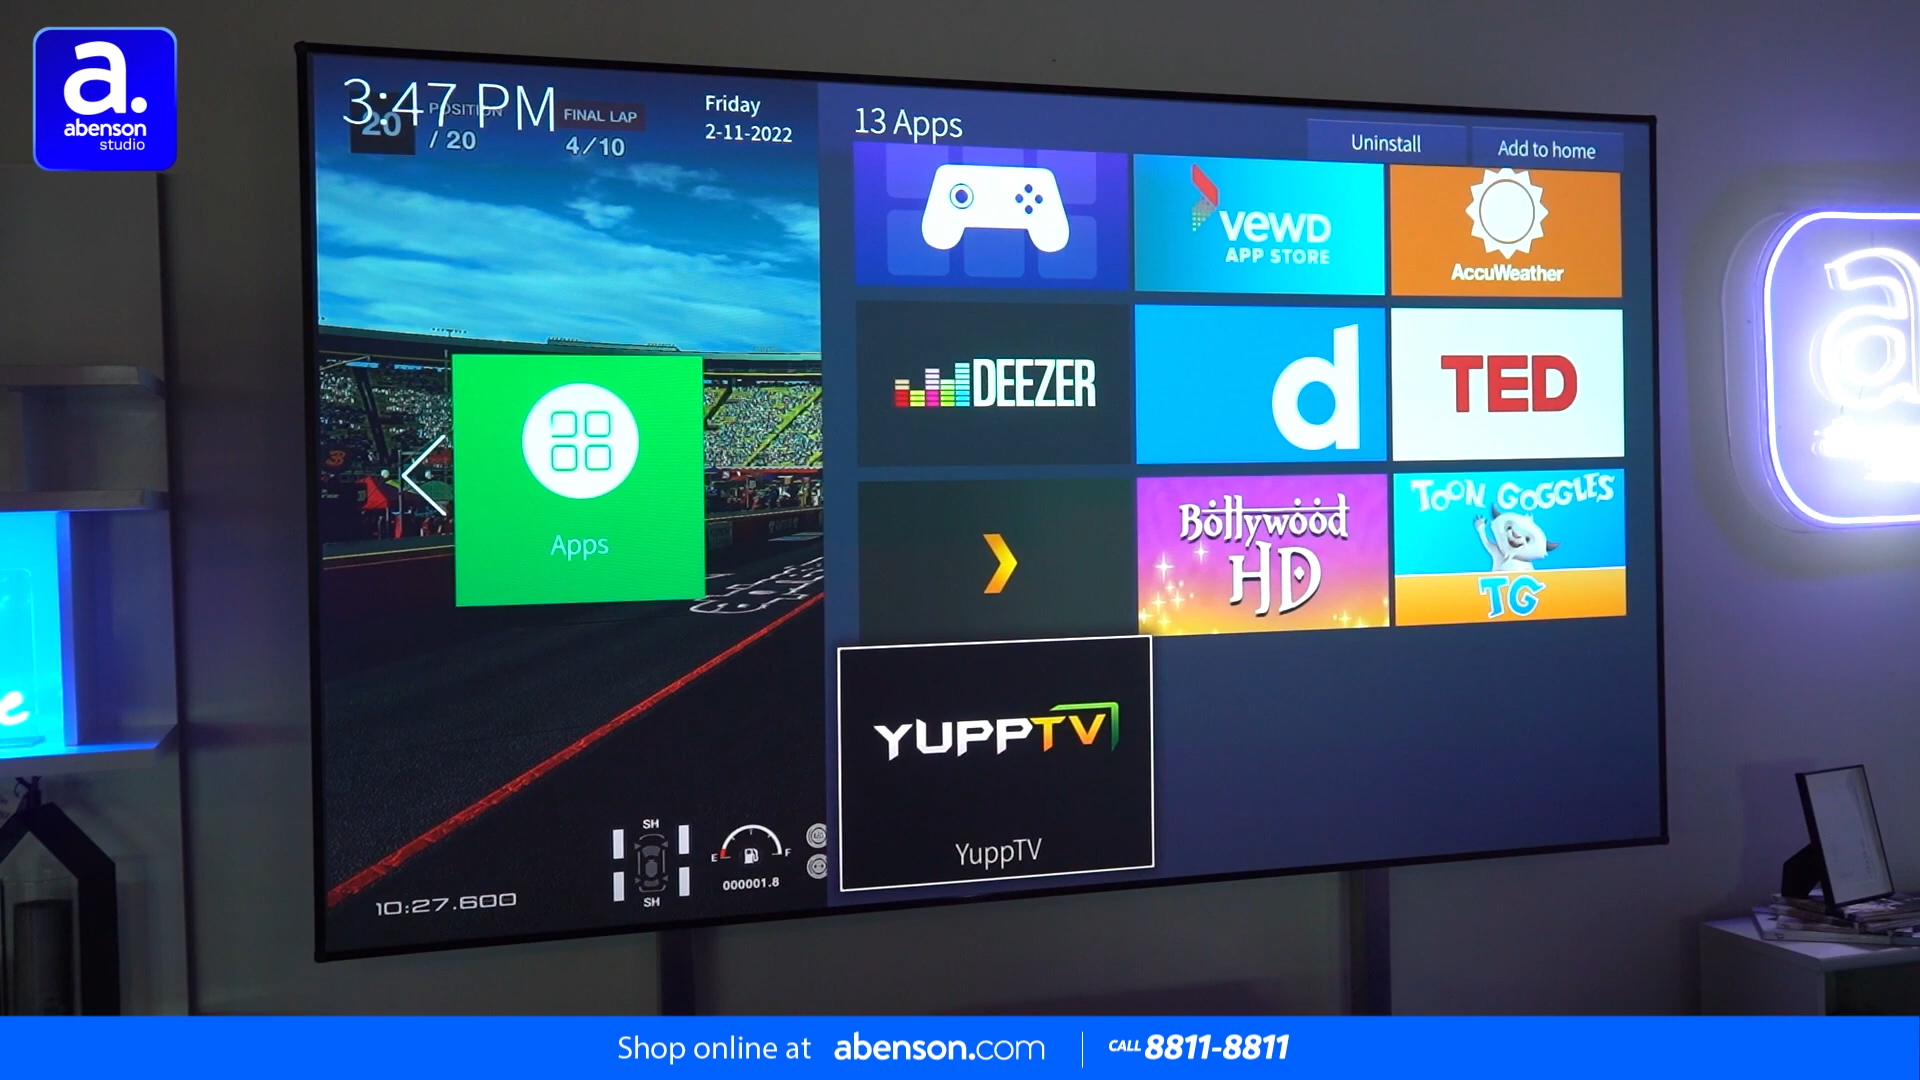 a.
abenson
studio
3:47 PM
POSITION
20 / 20
FINAL LAP
4/10
Friday
2-11-2022
13 Apps
Uninstall
Add to home
vewd
APP STORE
AccuWeather
DEEZER
d
TED
Apps
Bollywood
HD
TOON GOGGLES
TG
YUPPTV
YuppTV
SH
E F
000001.8
SH
10:27.600
a
Shop online at abenson.com CALL 8811-8811